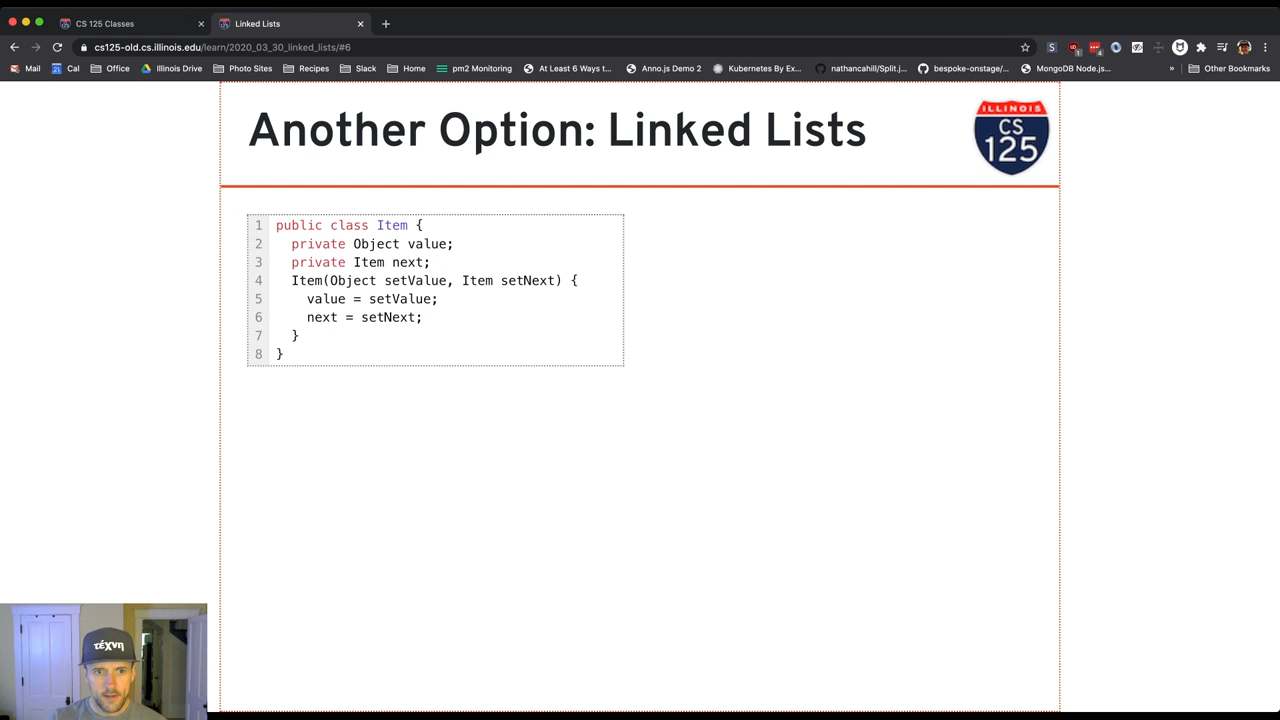 CS 125 Classes
Linked Lists
cs125-old.cs.illinois.edu/learn/2020_03_30_linked_lists/#6
Mail
21
Cal
Office
Illinois Drive
Photo Sites
Recipes
Slack
Home
pm2 Monitoring
At Least 6 Ways t...
Anno.js Demo 2
Kubernetes By Ex...
nathancahill/Split.j...
bespoke-onstage/...
MongoDB Node.js...
»
Other Bookmarks
Another Option: Linked Lists
ILLINOIS
CS
125
1 public class Item {
2 private Object value;
3 private Item next;
4 Item(Object setValue, Item setNext) {
5 value = setValue;
6 next = setNext;
7 }
8 }
τέχνη